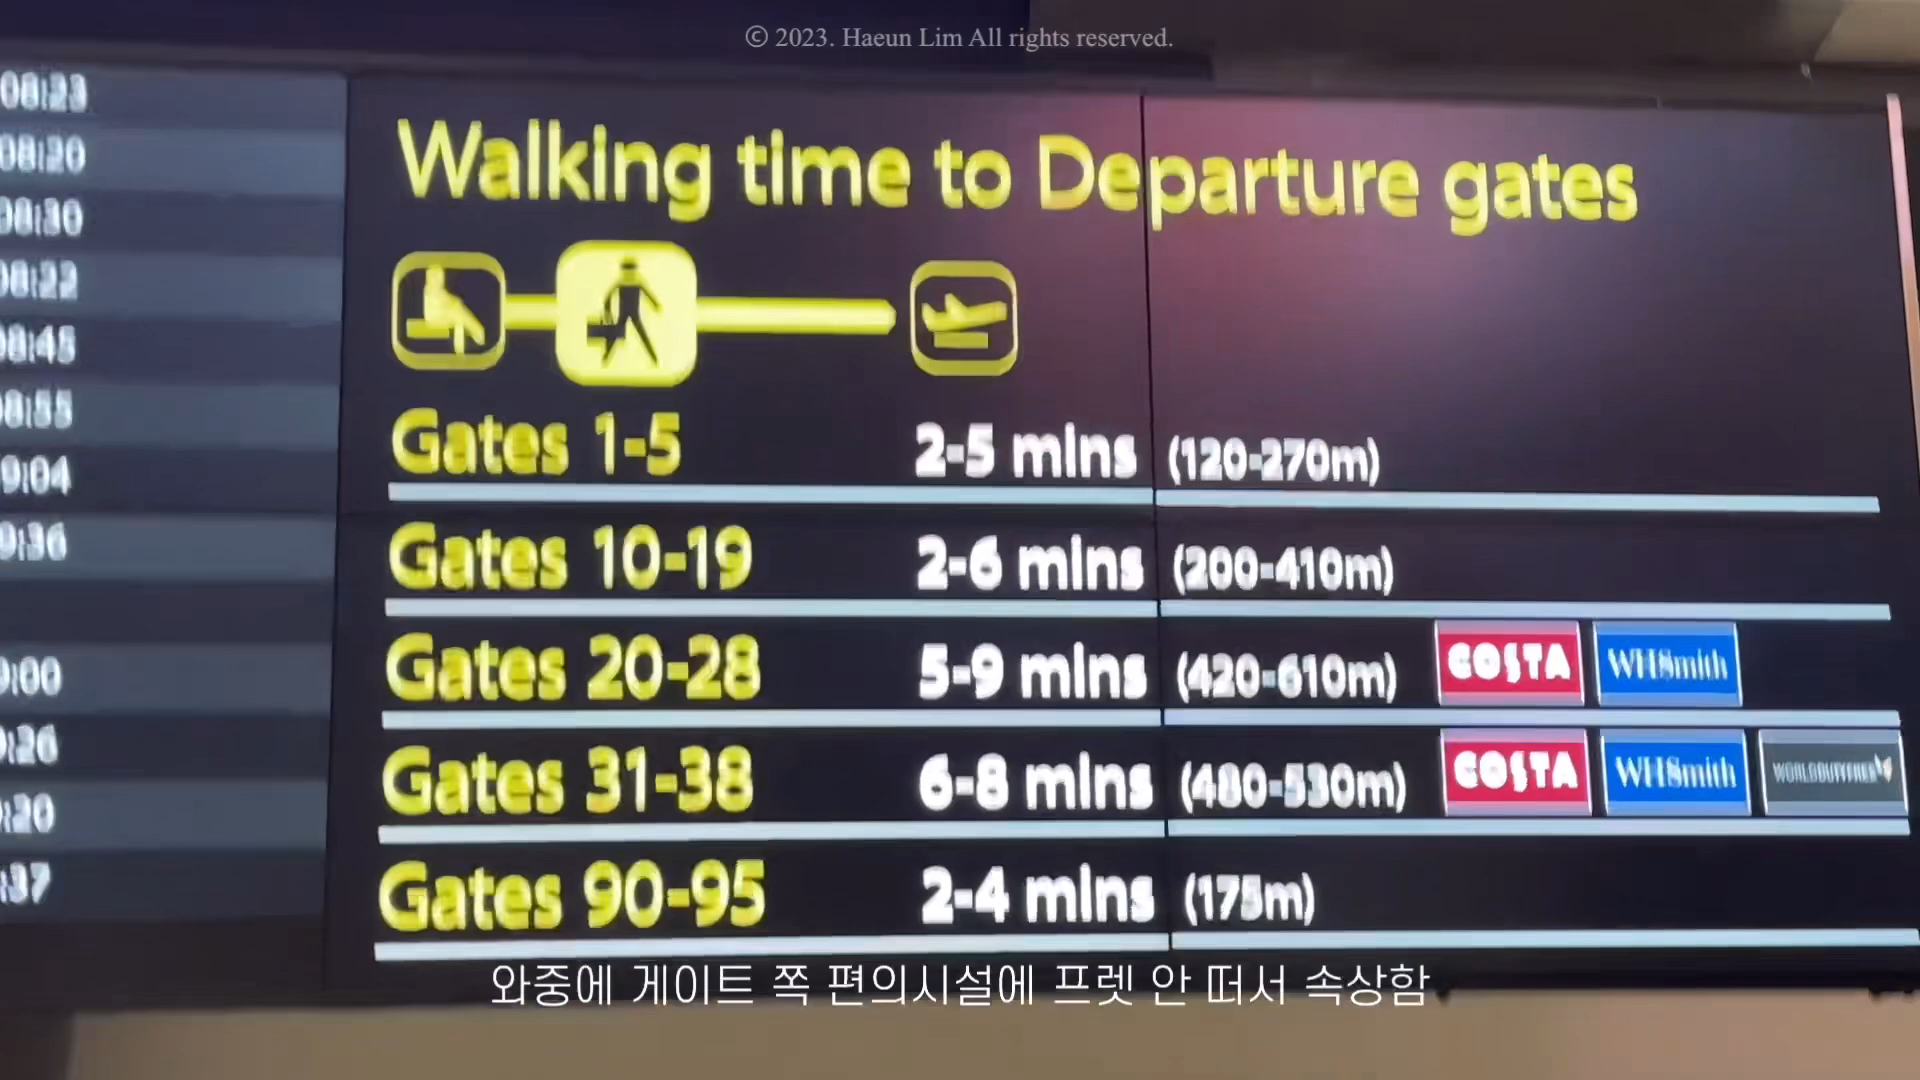 © 2023. Haeun Lim All rights reserved.
08:23
08:20
08:30
08:22
08:45
08:55
9:04
9:36
9:00
:26
:20
:37
Walking time to Departure gates
Gates 1-5 2-5 mins (120-270m)
Gates 10-19 2-6 mins (200-410m)
Gates 20-28 5-9 mins (420-610m) COSTA WHSmith
Gates 31-38 6-8 mins (480-530m) COSTA WHSmith WORLDDUTYFREE
Gates 90-95 2-4 mins (175m)
와중에 게이트 쪽 편의시설에 프렛 안 떠서 속상함